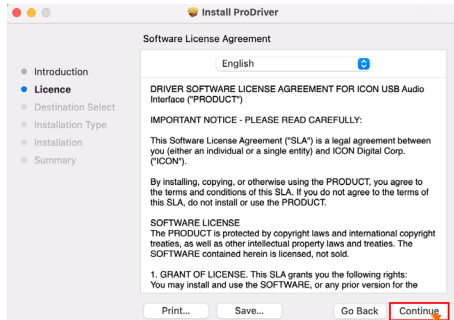 Install ProDriver
Software License Agreement
English
Introduction
Licence
Destination Select
Installation Type
Installation
Summary
DRIVER SOFTWARE LICENSE AGREEMENT FOR ICON USB Audio
Interface ("PRODUCT")
IMPORTANT NOTICE - PLEASE READ CAREFULLY:
This Software License Agreement ("SLA") is a legal agreement between
you (either an individual or a single entity) and ICON Digital Corp.
("ICON").
By installing, copying, or otherwise using the PRODUCT, you agree to
the terms and conditions of this SLA. If you do not agree to the terms of
this SLA, do not install or use the PRODUCT.
SOFTWARE LICENSE
The PRODUCT is protected by copyright laws and international copyright
treaties, as well as other intellectual property laws and treaties. The
SOFTWARE contained herein is licensed, not sold.
1. GRANT OF LICENSE. This SLA grants you the following rights:
You may install and use the SOFTWARE, or any prior version for the
Print...
Save...
Go Back
Continue